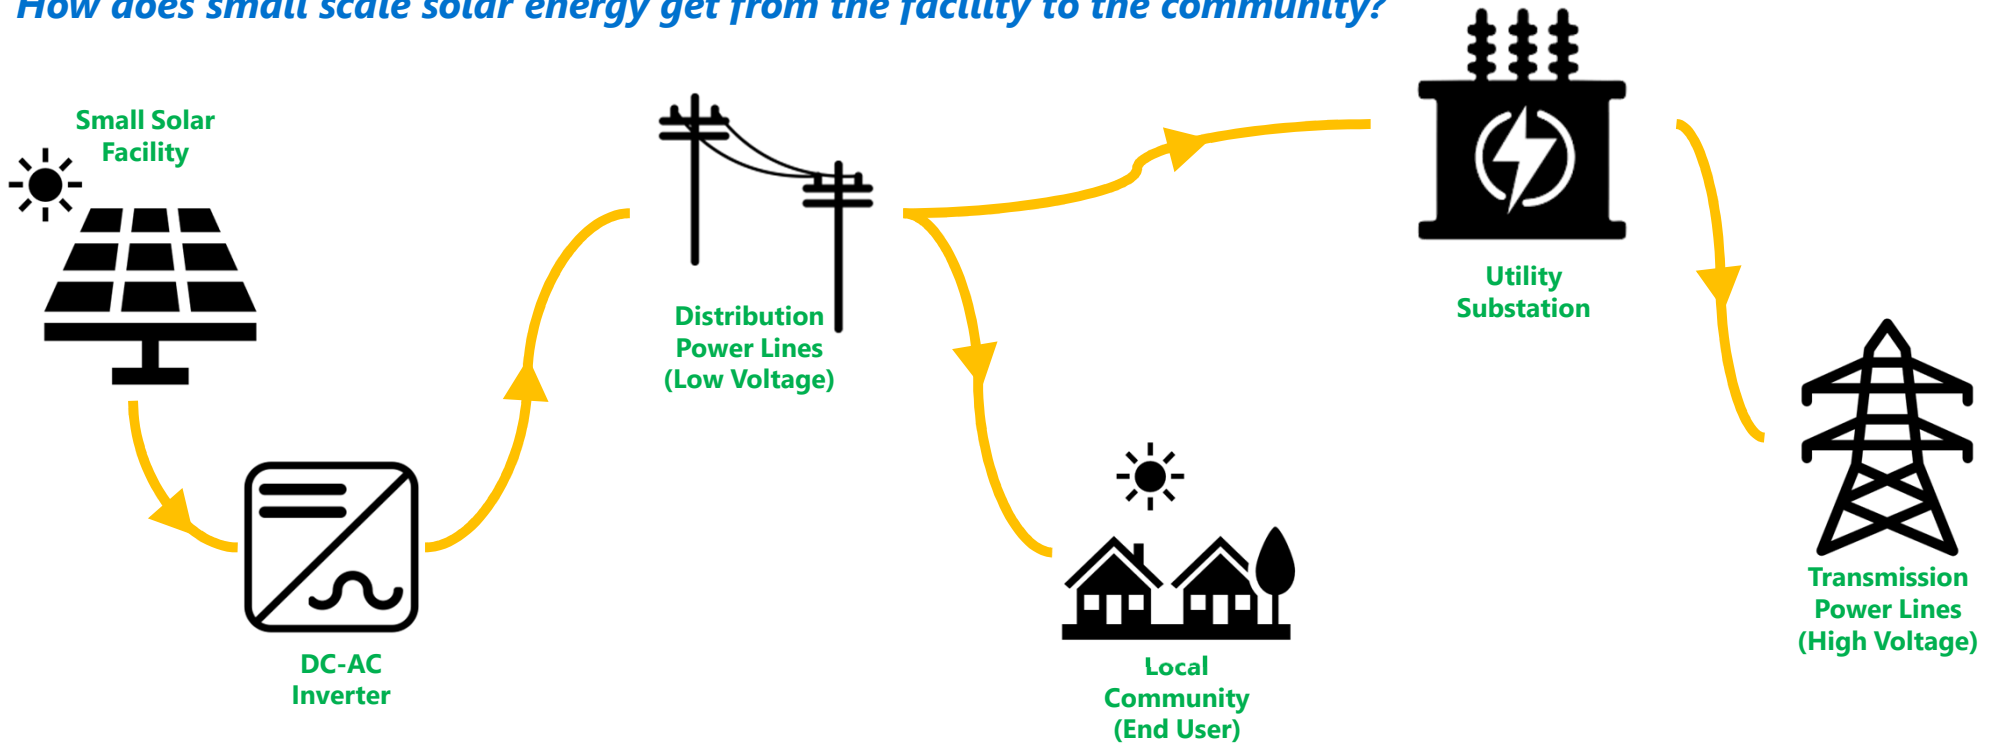 How does small scale solar energy get from the facility to the community?
Small Solar
Facility
DC-AC
Inverter
Distribution
Power Lines
(Low Voltage)
Local
Community
(End User)
Utility
Substation
Transmission
Power Lines
(High Voltage)